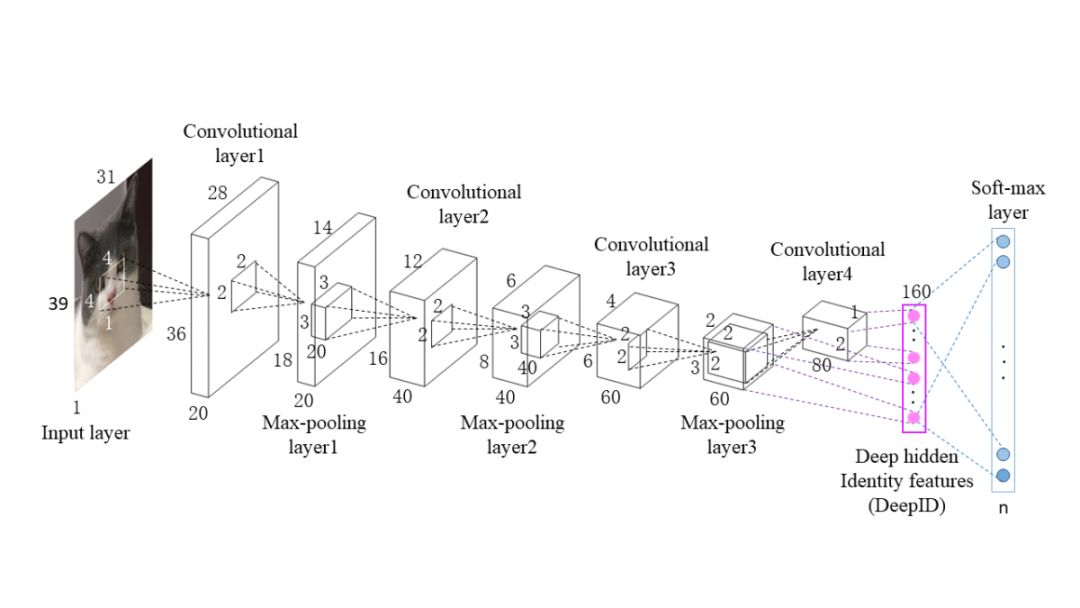 Convolutional
layer1
31
28
Convolutional
layer2
Soft-max
layer
14
Convolutional
layer3
Convolutional
layer4
12
4
2
3
6
4
160
39
4
1
36
2
3
20
18
2
2
16
3
3
40
8
2
2
6
2
2
2
3
1
2
80
1
Input layer
20
20
Max-pooling
layer1
40
40
Max-pooling
layer2
60
60
Max-pooling
layer3
Deep hidden
Identity features
(DeepID)
n